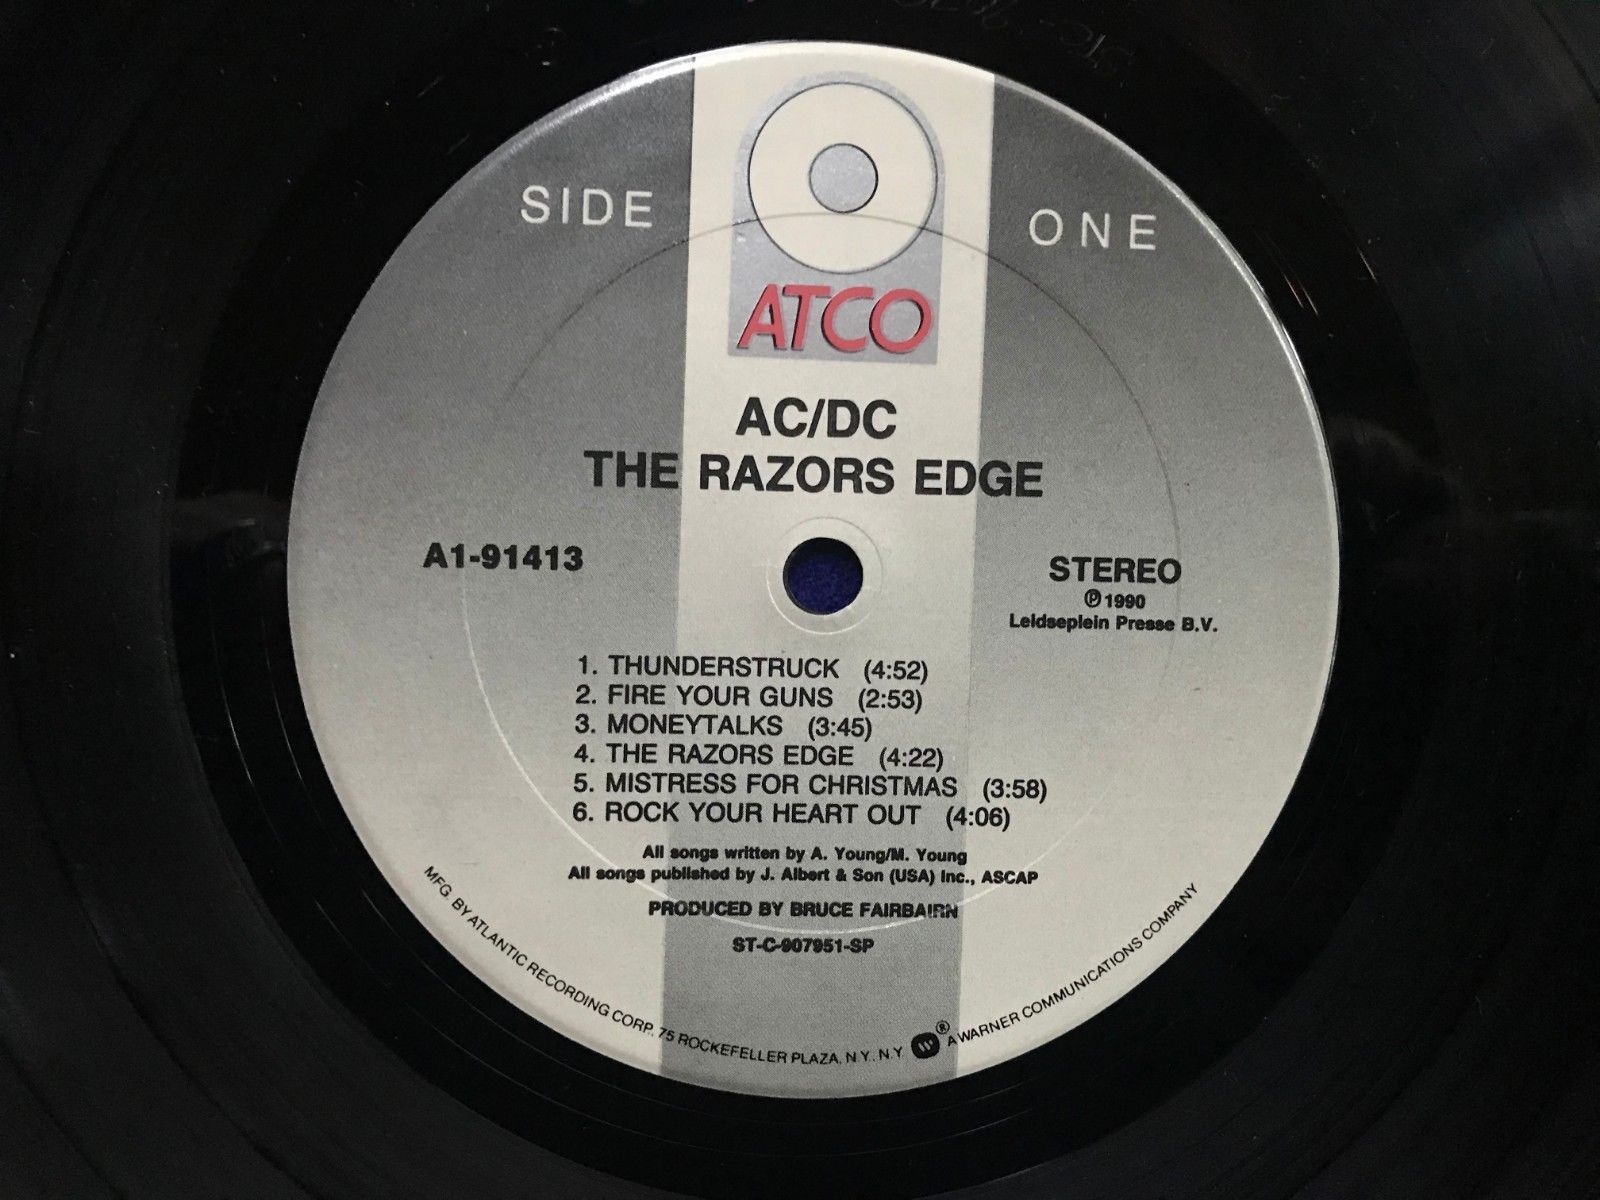 SIDE ONE
ATCO
AC/DC
THE RAZORS EDGE
A1-91413
STEREO
℗ 1990
Leidseplein Presse B.V.
1. THUNDERSTRUCK (4:52)
2. FIRE YOUR GUNS (2:53)
3. MONEYTALKS (3:45)
4. THE RAZORS EDGE (4:22)
5. MISTRESS FOR CHRISTMAS (3:58)
6. ROCK YOUR HEART OUT (4:06)
All songs written by A. Young/M. Young
All songs published by J. Albert & Son (USA) Inc., ASCAP
PRODUCED BY BRUCE FAIRBAIRN
ST-C-907951-SP
MFG. BY ATLANTIC RECORDING CORP., 75 ROCKEFELLER PLAZA, N.Y. N.Y. ® A WARNER COMMUNICATIONS COMPANY